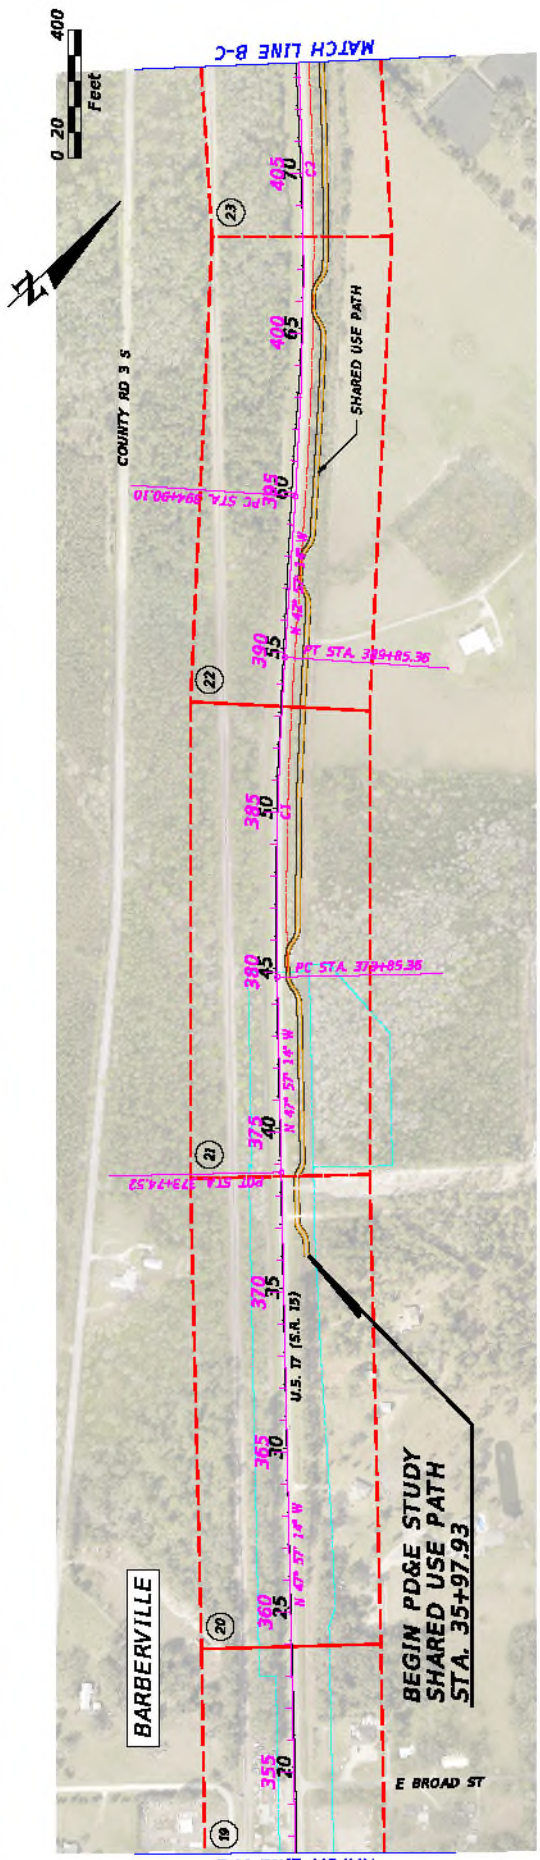 0 20 400
Feet
MATCH LINE B-C
COUNTY RD 3 S
23
405
70
C2
400
65
SHARED USE PATH
395
60
PC STA. 394+90.10
N 42° 57' 14" W
390
55
PT STA. 389+85.36
22
385
50
C1
380
45
PC STA. 379+85.36
N 47° 57' 14" W
375
40
21
POT STA. 373+74.52
370
35
U.S. 17 (S.R. 15)
365
30
N 47° 57' 14" W
360
25
20
BARBERVILLE
BEGIN PD&E STUDY
SHARED USE PATH
STA. 35+97.93
355
20
E BROAD ST
19